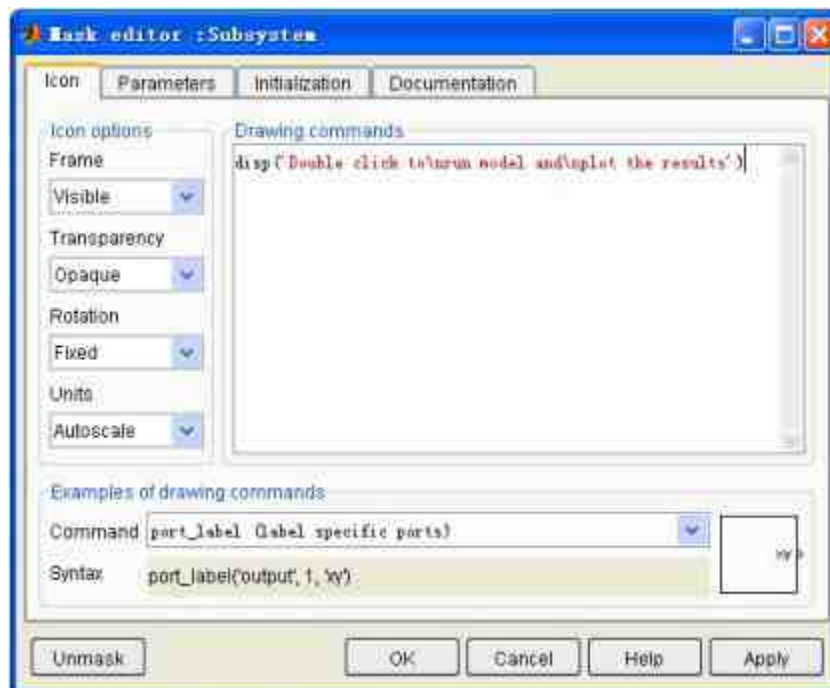 Mask editor :Subsystem
Icon Parameters Initialization Documentation
Icon options
Frame
Visible
Transparency
Opaque
Rotation
Fixed
Units
Autoscale
Drawing commands
disp('Double click to\nrun model and\nplot the results')
Examples of drawing commands
Command port_label (label specific ports)
Syntax port_label('output', 1, 'xy')
xy
Unmask OK Cancel Help Apply